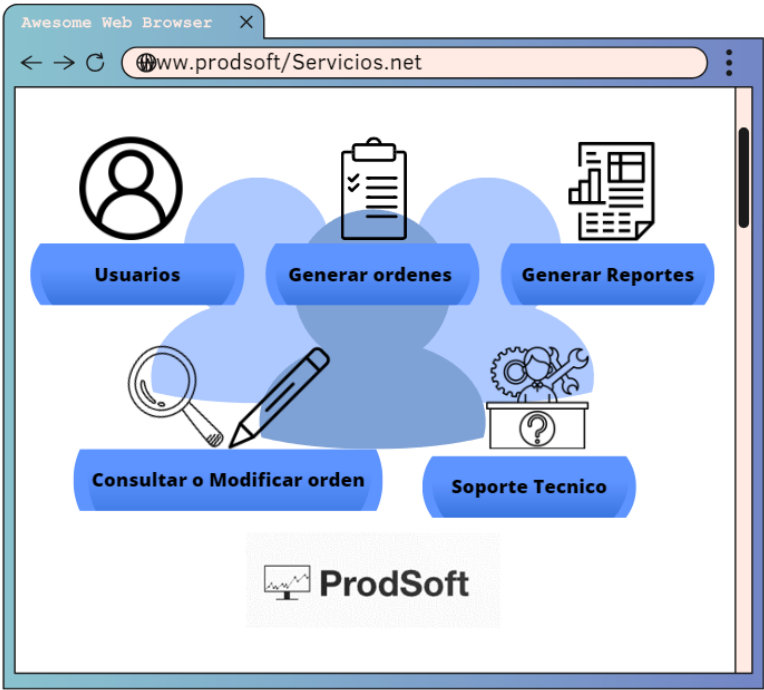 Awesome Web Browser
www.prodsoft/Servicios.net
Usuarios
Generar ordenes
Generar Reportes
Consultar o Modificar orden
Soporte Tecnico
ProdSoft